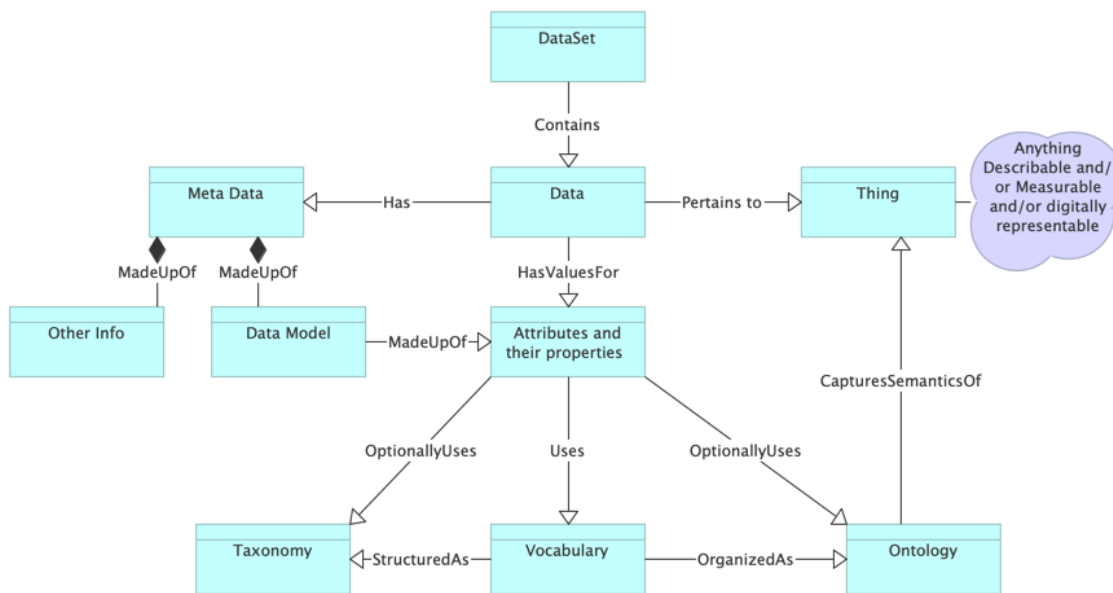 DataSet
Contains
Meta Data
Has
Data
Pertains to
Thing
Anything
Describable and/
or Measurable
and/or digitally
representable
MadeUpOf
MadeUpOf
HasValuesFor
Other Info
Data Model
MadeUpOf
Attributes and
their properties
CapturesSemanticsOf
OptionallyUses
Uses
OptionallyUses
Taxonomy
StructuredAs
Vocabulary
OrganizedAs
Ontology